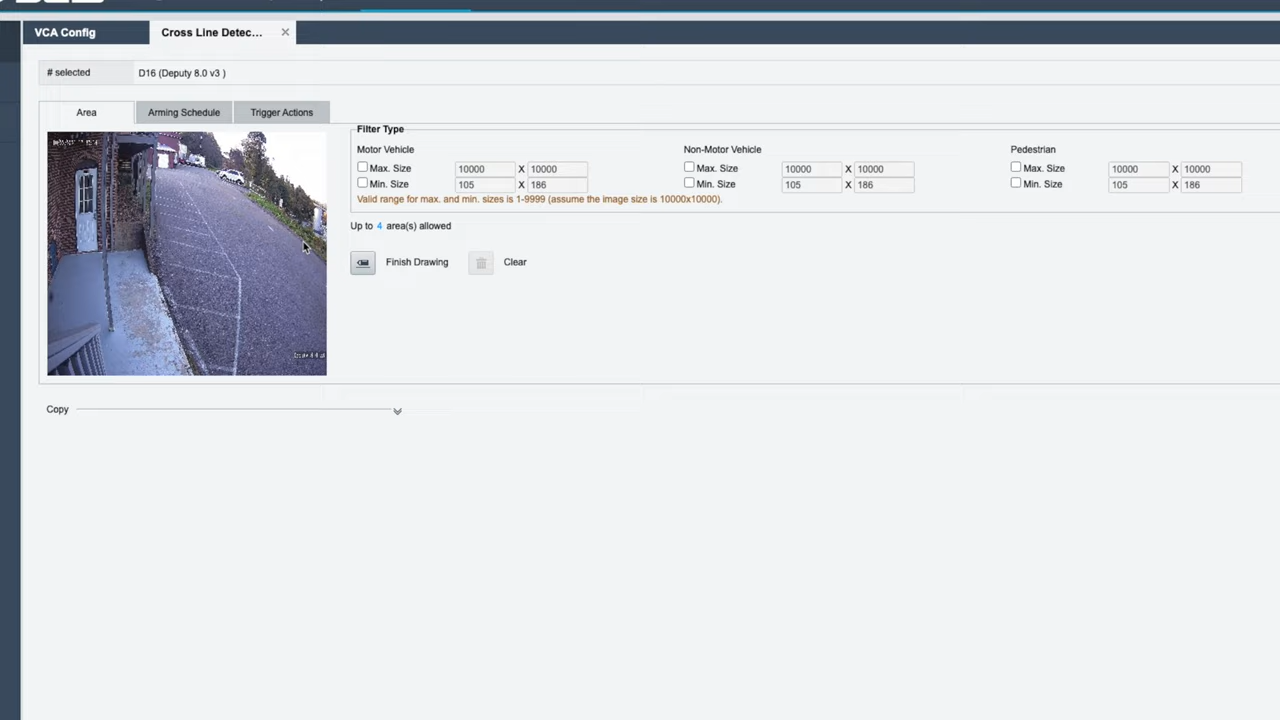 VCA Config
Cross Line Detec...
# selected
D16 (Deputy 8.0 v3 )
Area
Arming Schedule
Trigger Actions
Filter Type
Motor Vehicle
Non-Motor Vehicle
Pedestrian
Max. Size 10000 X 10000
Max. Size 10000 X 10000
Max. Size 10000 X 10000
Min. Size 105 X 186
Min. Size 105 X 186
Min. Size 105 X 186
Valid range for max. and min. sizes is 1-9999 (assume the image size is 10000x10000).
Up to 4 area(s) allowed
Finish Drawing
Clear
Copy